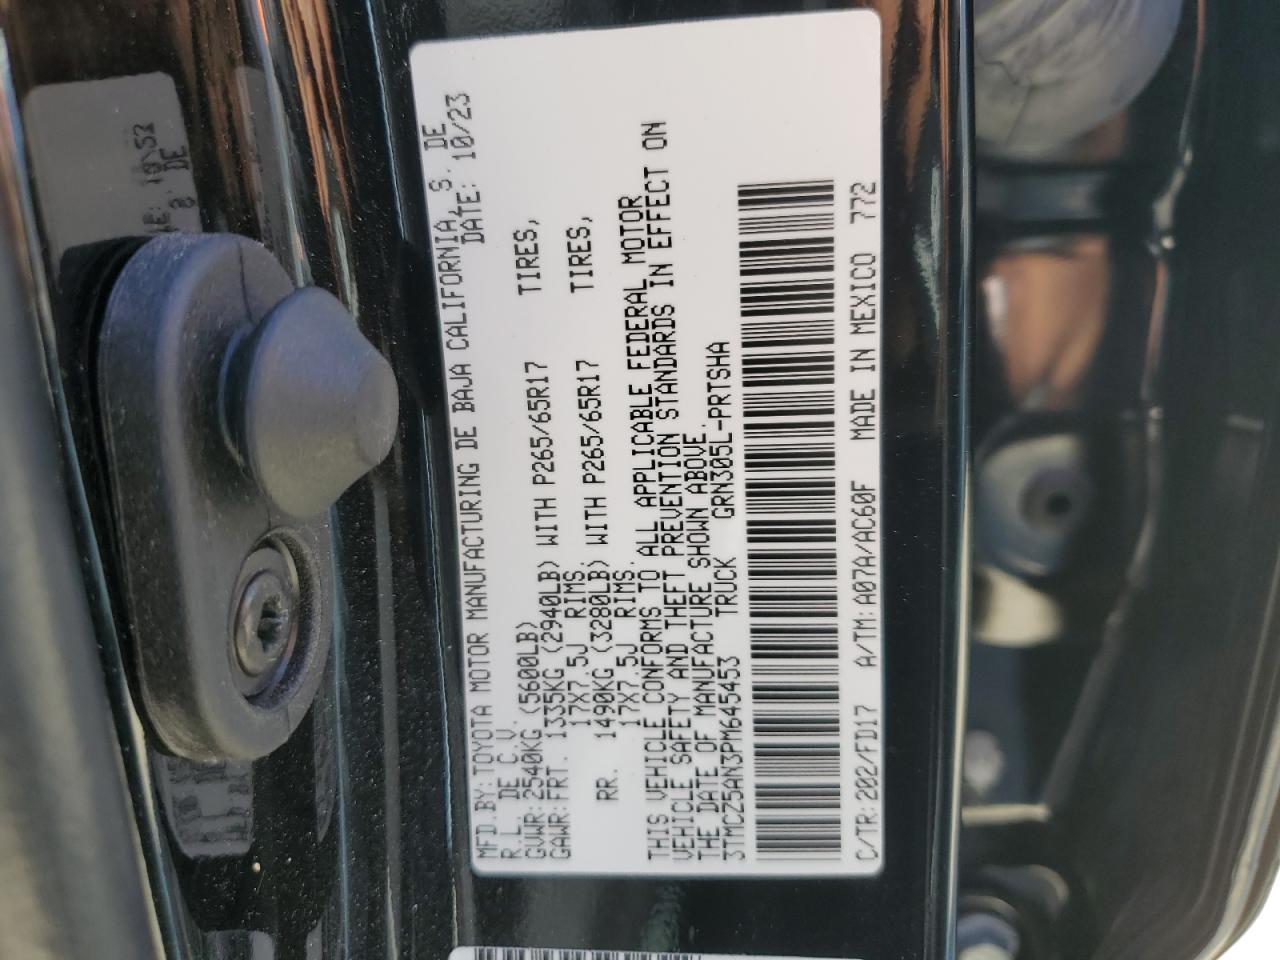 MFD.BY:TOYOTA MOTOR MANUFACTURING DE BAJA CALIFORNIA,S. DE
R.L. DE C.V. DATE: 10/23
GVWR:2540KG(5600LB)
GAWR:FRT. 1335KG (2940LB) WITH P265/65R17 TIRES,
17X7.5J RIMS.
RR. 1490KG (3280LB) WITH P265/65R17 TIRES,
17X7.5J RIMS.
THIS VEHICLE CONFORMS TO ALL APPLICABLE FEDERAL MOTOR
VEHICLE SAFETY AND THEFT PREVENTION STANDARDS IN EFFECT ON
THE DATE OF MANUFACTURE SHOWN ABOVE.
3TMCZ5AN3PM645453 TRUCK GRN305L-PRTSHA
C/TR:202/FD17 A/TM:A07A/AC60F MADE IN MEXICO 772